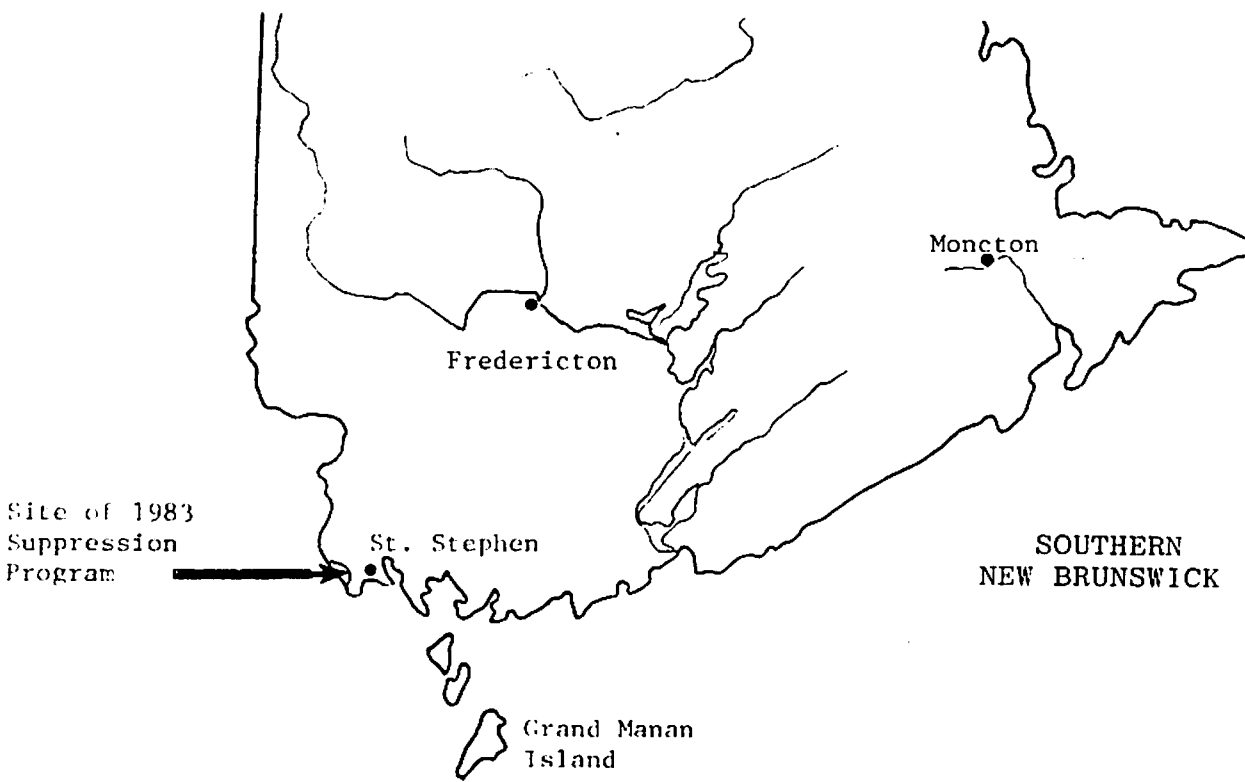 Moncton
Fredericton
Site of 1983
Suppression
Program
St. Stephen
SOUTHERN
NEW BRUNSWICK
Grand Manan
Island